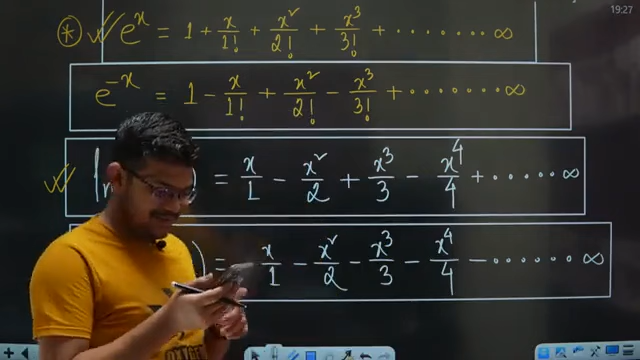 19:27
* e^x = 1 + x/1! + x²/2! + x³/3! + ........ ∞
e^-x = 1 - x/1! + x²/2! - x³/3! + ........ ∞
= x/1 - x²/2 + x³/3 - x⁴/4 + ...... ∞
) = x/1 - x²/2 - x³/3 - x⁴/4 - ....... ∞